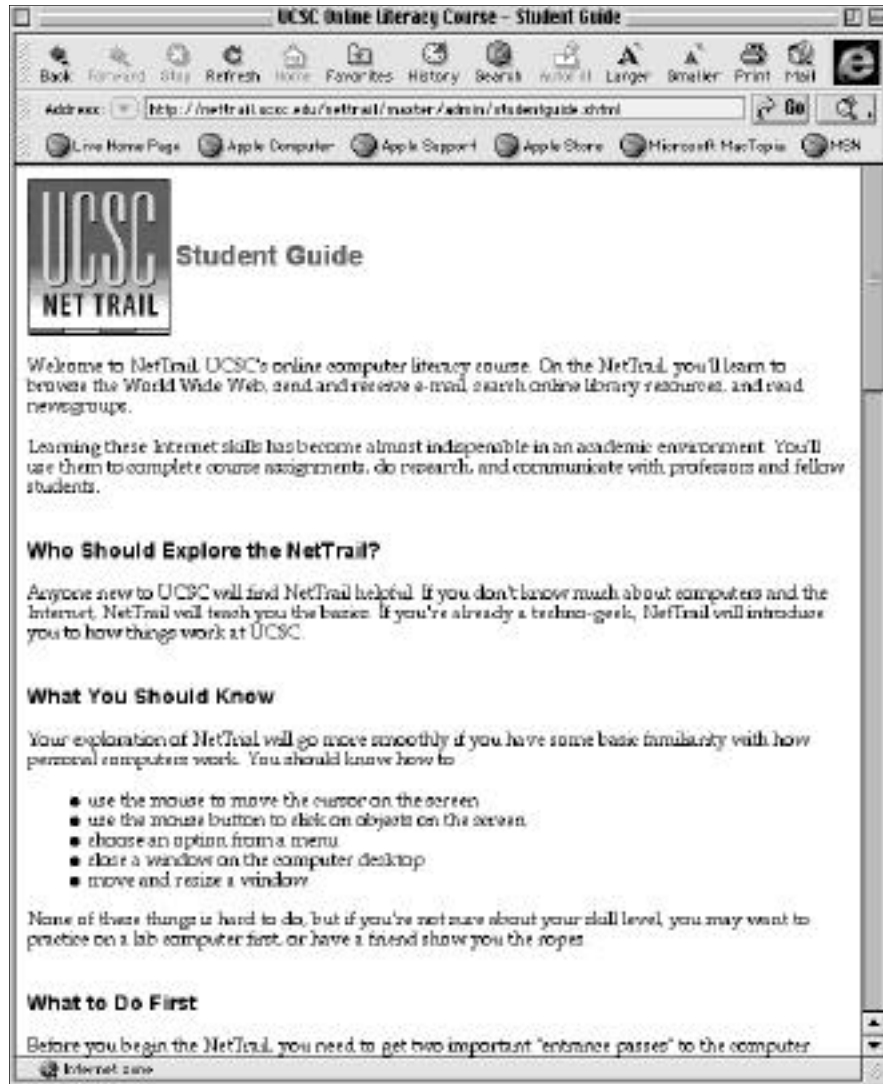 UCSC Online Literacy Course – Student Guide
Back Forward Stop Refresh Home Favorites History Search AutoFill Larger Smaller Print Mail
Address: http://nettrail.ucsc.edu/nettrail/master/admin/studentguide.shtml Go
Live Home Page Apple Computer Apple Support Apple Store Microsoft MacTopia MSN
UCSC
NET TRAIL
Student Guide
Welcome to NetTrail, UCSC's online computer literacy course. On the NetTrail, you'll learn to
browse the World Wide Web, send and receive e-mail, search online library resources, and read
newsgroups.
Learning these Internet skills has become almost indispenable in an academic environment. You'll
use them to complete course assignments, do research, and communicate with professors and fellow
students.
Who Should Explore the NetTrail?
Anyone new to UCSC will find NetTrail helpful. If you don't know much about computers and the
Internet, NetTrail will teach you the basics. If you're already a techno-geek, NetTrail will introduce
you to how things work at UCSC.
What You Should Know
Your exploration of NetTrail will go more smoothly if you have some basic familiarity with how
personal computers work. You should know how to
• use the mouse to move the cursor on the screen
• use the mouse button to click on objects on the screen
• choose an option from a menu
• close a window on the computer desktop
• move and resize a window
None of these things is hard to do, but if you're not sure about your skill level, you may want to
practice on a lab computer first, or have a friend show you the ropes.
What to Do First
Before you begin the NetTrail, you need to get two important "entrance passes" to the computer
Internet zone